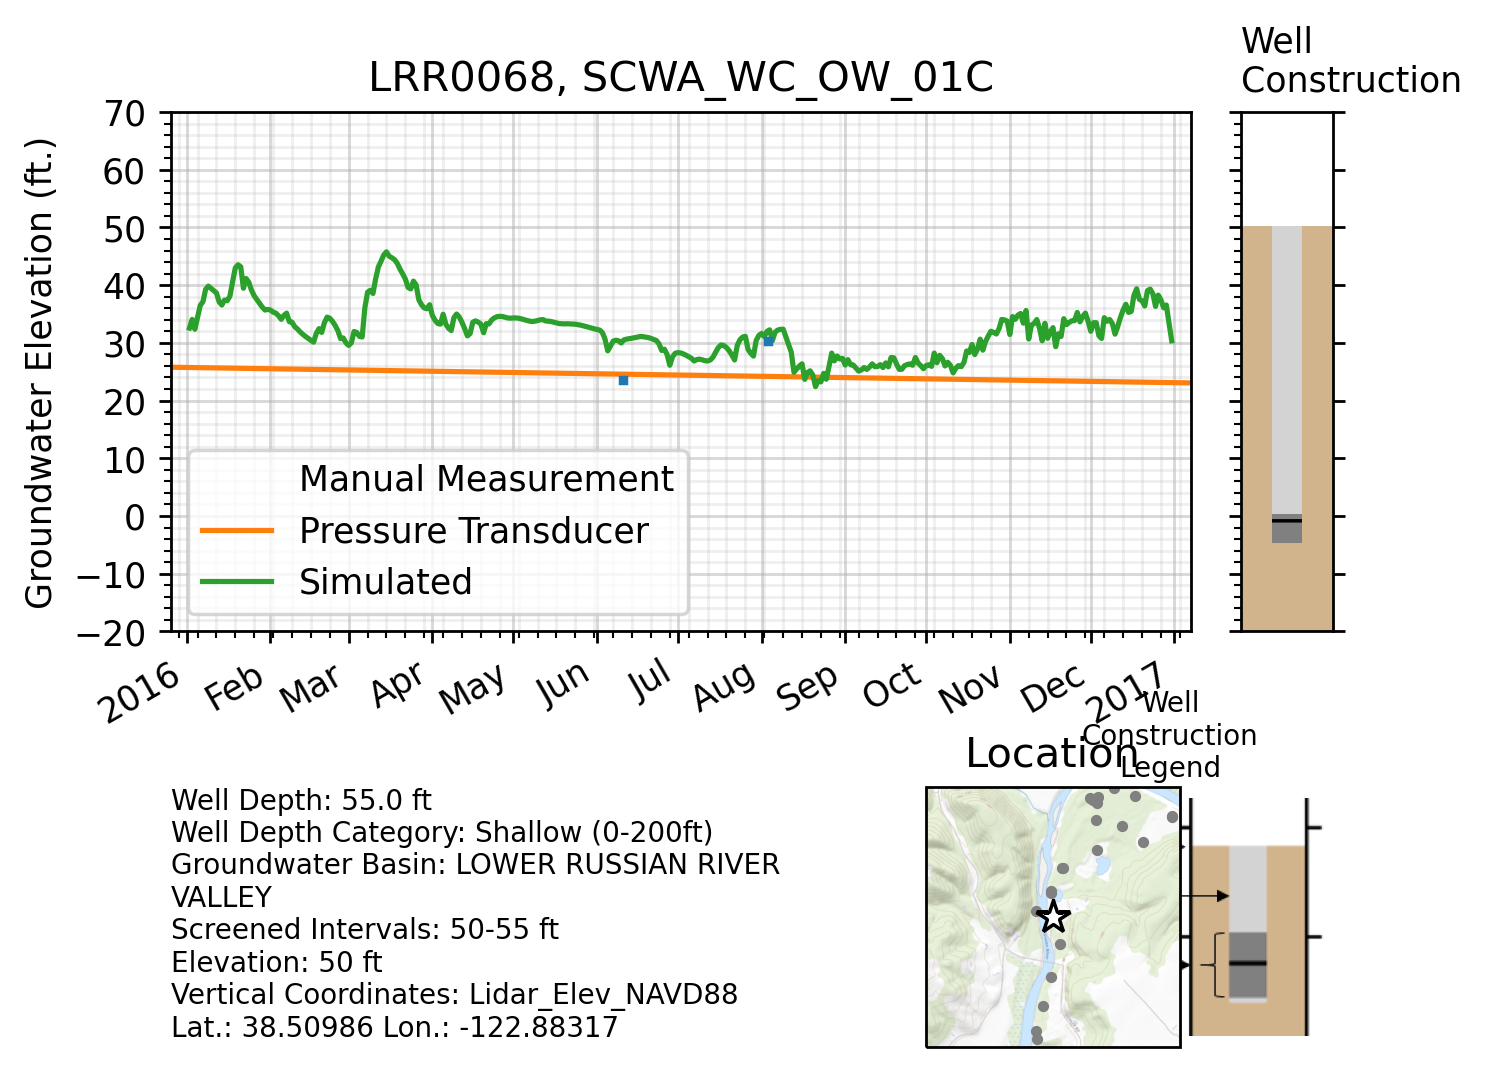 Well
Construction
LRR0068, SCWA_WC_OW_01C
Groundwater Elevation (ft.)
70
60
50
40
30
20
10
0
−10
−20
Manual Measurement
Pressure Transducer
Simulated
2016 Feb Mar Apr May Jun Jul Aug Sep Oct Nov Dec 2017
Well
Construction
Legend
Location
Well Depth: 55.0 ft
Well Depth Category: Shallow (0-200ft)
Groundwater Basin: LOWER RUSSIAN RIVER
VALLEY
Screened Intervals: 50-55 ft
Elevation: 50 ft
Vertical Coordinates: Lidar_Elev_NAVD88
Lat.: 38.50986 Lon.: -122.88317